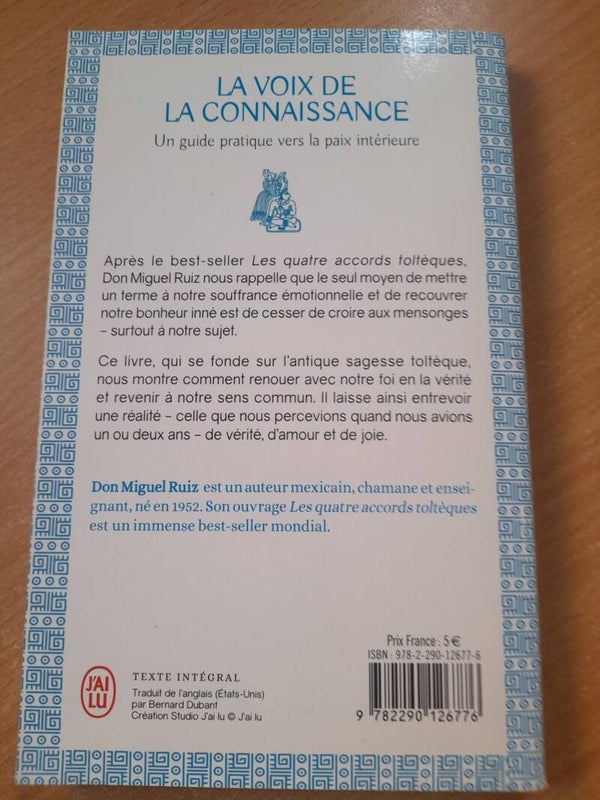 LA VOIX DE
LA CONNAISSANCE
Un guide pratique vers la paix intérieure
Après le best-seller Les quatre accords toltèques,
Don Miguel Ruiz nous rappelle que le seul moyen de mettre
un terme à notre souffrance émotionnelle et de recouvrer
notre bonheur inné est de cesser de croire aux mensonges
– surtout à notre sujet.
Ce livre, qui se fonde sur l'antique sagesse toltèque,
nous montre comment renouer avec notre foi en la vérité
et revenir à notre sens commun. Il laisse ainsi entrevoir
une réalité – celle que nous percevions quand nous avions
un ou deux ans – de vérité, d'amour et de joie.
Don Miguel Ruiz est un auteur mexicain, chamane et ensei-
gnant, né en 1952. Son ouvrage Les quatre accords toltèques
est un immense best-seller mondial.
Prix France : 5 €
ISBN : 978-2-290-12677-6
J'AI
LU
TEXTE INTÉGRAL
Traduit de l'anglais (États-Unis)
par Bernard Dubant
Création Studio J'ai lu © J'ai lu
9 782290 126776